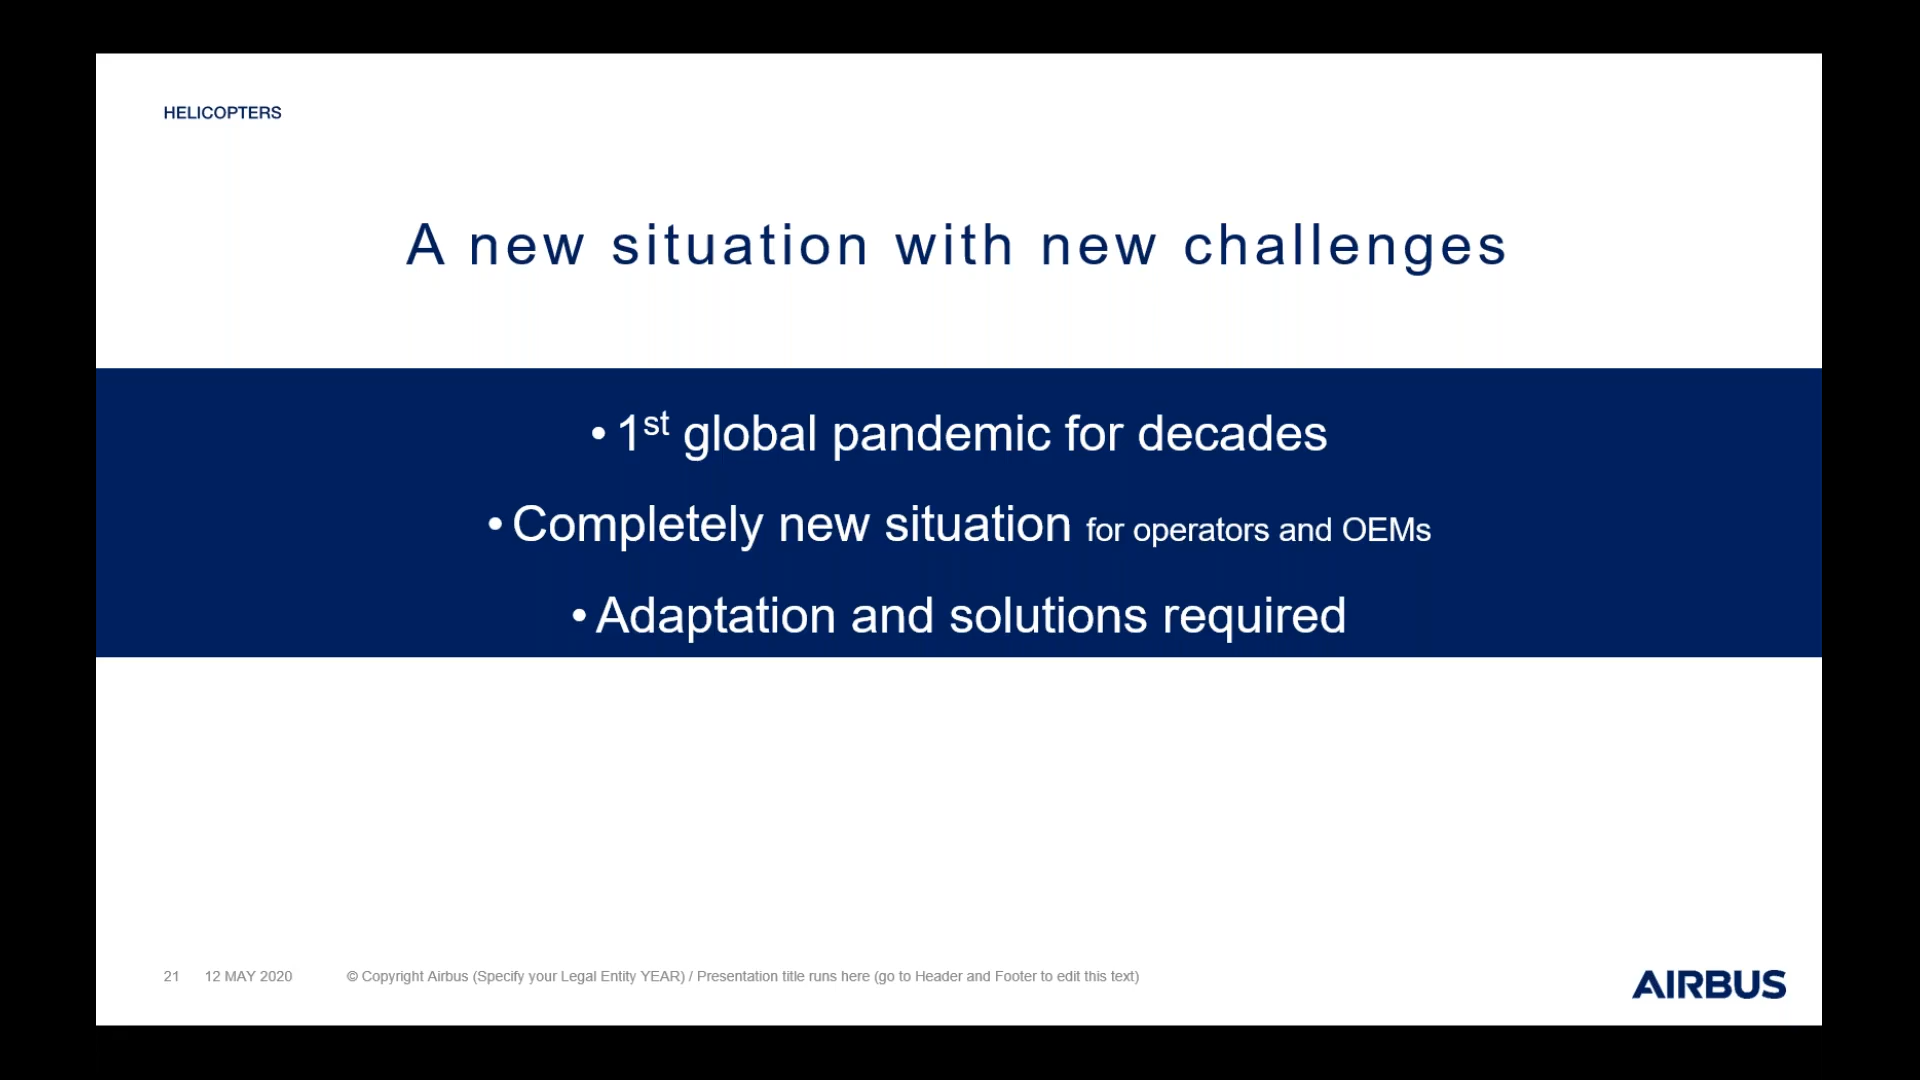 HELICOPTERS
A new situation with new challenges
• 1st global pandemic for decades
• Completely new situation for operators and OEMs
• Adaptation and solutions required
21 12 MAY 2020 © Copyright Airbus (Specify your Legal Entity YEAR) / Presentation title runs here (go to Header and Footer to edit this text)
AIRBUS